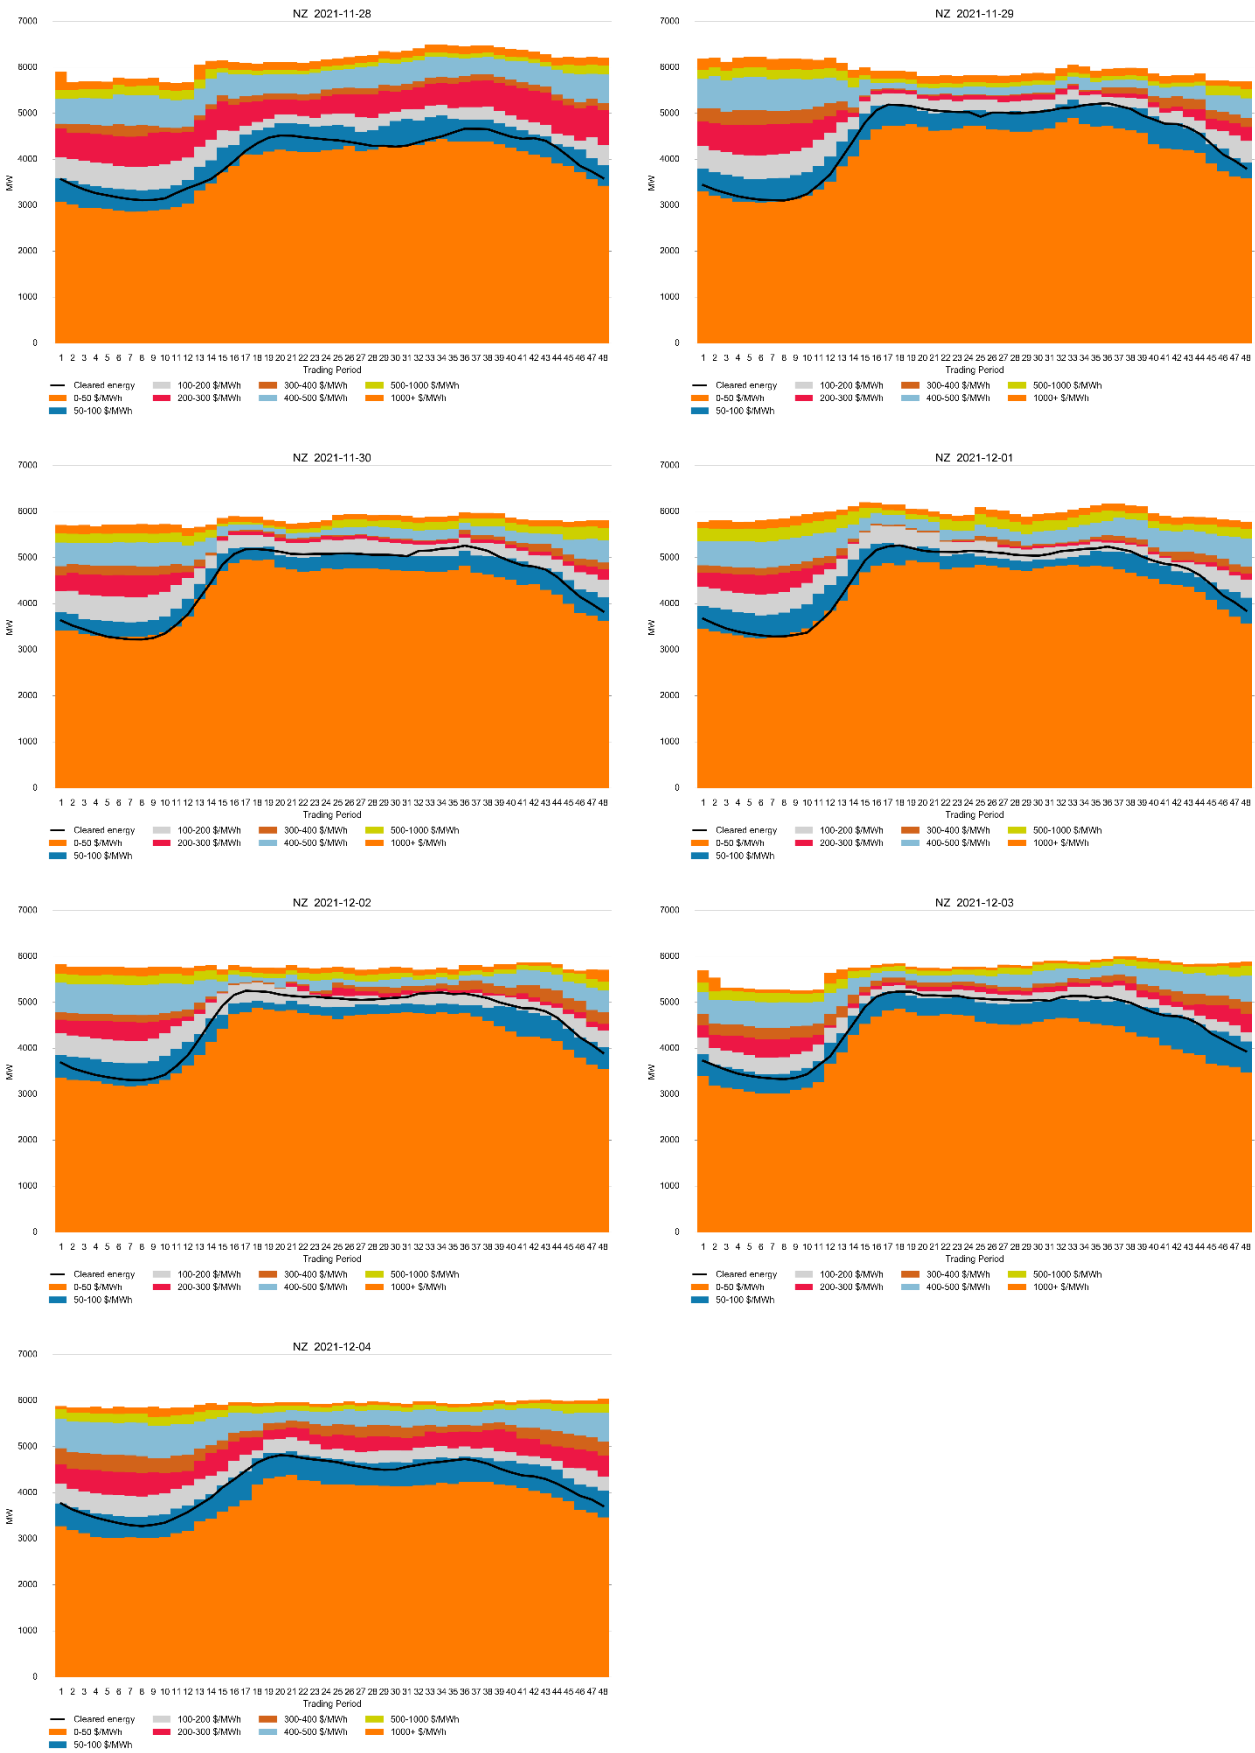 NZ 2021-11-28
7000
6000
5000
4000
3000
2000
1000
0
MW
1 2 3 4 5 6 7 8 9 10 11 12 13 14 15 16 17 18 19 20 21 22 23 24 25 26 27 28 29 30 31 32 33 34 35 36 37 38 39 40 41 42 43 44 45 46 47 48
Trading Period
Cleared energy 100-200 $/MWh 300-400 $/MWh 500-1000 $/MWh
0-50 $/MWh 200-300 $/MWh 400-500 $/MWh 1000+ $/MWh
50-100 $/MWh
NZ 2021-11-29
7000
6000
5000
4000
3000
2000
1000
0
MW
1 2 3 4 5 6 7 8 9 10 11 12 13 14 15 16 17 18 19 20 21 22 23 24 25 26 27 28 29 30 31 32 33 34 35 36 37 38 39 40 41 42 43 44 45 46 47 48
Trading Period
Cleared energy 100-200 $/MWh 300-400 $/MWh 500-1000 $/MWh
0-50 $/MWh 200-300 $/MWh 400-500 $/MWh 1000+ $/MWh
50-100 $/MWh
NZ 2021-11-30
7000
6000
5000
4000
3000
2000
1000
0
MW
1 2 3 4 5 6 7 8 9 10 11 12 13 14 15 16 17 18 19 20 21 22 23 24 25 26 27 28 29 30 31 32 33 34 35 36 37 38 39 40 41 42 43 44 45 46 47 48
Trading Period
Cleared energy 100-200 $/MWh 300-400 $/MWh 500-1000 $/MWh
0-50 $/MWh 200-300 $/MWh 400-500 $/MWh 1000+ $/MWh
50-100 $/MWh
NZ 2021-12-01
7000
6000
5000
4000
3000
2000
1000
0
MW
1 2 3 4 5 6 7 8 9 10 11 12 13 14 15 16 17 18 19 20 21 22 23 24 25 26 27 28 29 30 31 32 33 34 35 36 37 38 39 40 41 42 43 44 45 46 47 48
Trading Period
Cleared energy 100-200 $/MWh 300-400 $/MWh 500-1000 $/MWh
0-50 $/MWh 200-300 $/MWh 400-500 $/MWh 1000+ $/MWh
50-100 $/MWh
NZ 2021-12-02
7000
6000
5000
4000
3000
2000
1000
0
MW
1 2 3 4 5 6 7 8 9 10 11 12 13 14 15 16 17 18 19 20 21 22 23 24 25 26 27 28 29 30 31 32 33 34 35 36 37 38 39 40 41 42 43 44 45 46 47 48
Trading Period
Cleared energy 100-200 $/MWh 300-400 $/MWh 500-1000 $/MWh
0-50 $/MWh 200-300 $/MWh 400-500 $/MWh 1000+ $/MWh
50-100 $/MWh
NZ 2021-12-03
7000
6000
5000
4000
3000
2000
1000
0
MW
1 2 3 4 5 6 7 8 9 10 11 12 13 14 15 16 17 18 19 20 21 22 23 24 25 26 27 28 29 30 31 32 33 34 35 36 37 38 39 40 41 42 43 44 45 46 47 48
Trading Period
Cleared energy 100-200 $/MWh 300-400 $/MWh 500-1000 $/MWh
0-50 $/MWh 200-300 $/MWh 400-500 $/MWh 1000+ $/MWh
50-100 $/MWh
NZ 2021-12-04
7000
6000
5000
4000
3000
2000
1000
0
MW
1 2 3 4 5 6 7 8 9 10 11 12 13 14 15 16 17 18 19 20 21 22 23 24 25 26 27 28 29 30 31 32 33 34 35 36 37 38 39 40 41 42 43 44 45 46 47 48
Trading Period
Cleared energy 100-200 $/MWh 300-400 $/MWh 500-1000 $/MWh
0-50 $/MWh 200-300 $/MWh 400-500 $/MWh 1000+ $/MWh
50-100 $/MWh